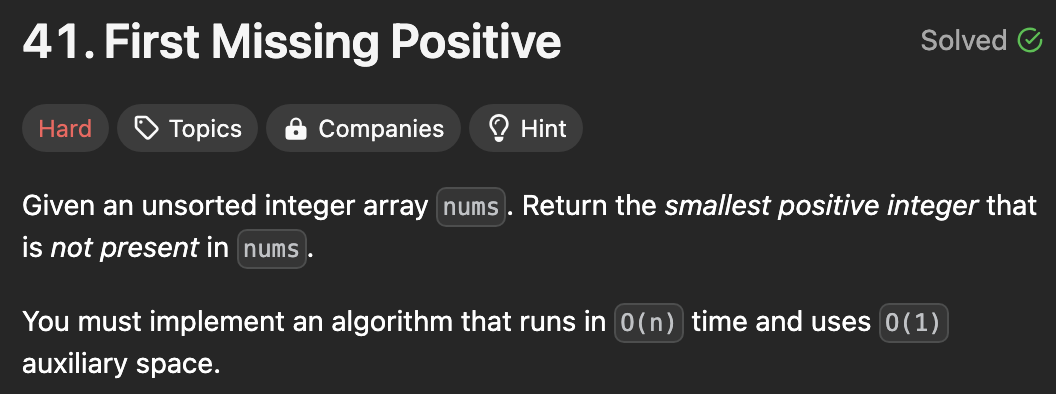 41. First Missing Positive
Solved
Hard
Topics
Companies
Hint
Given an unsorted integer array nums. Return the smallest positive integer that
is not present in nums.
You must implement an algorithm that runs in O(n) time and uses O(1)
auxiliary space.